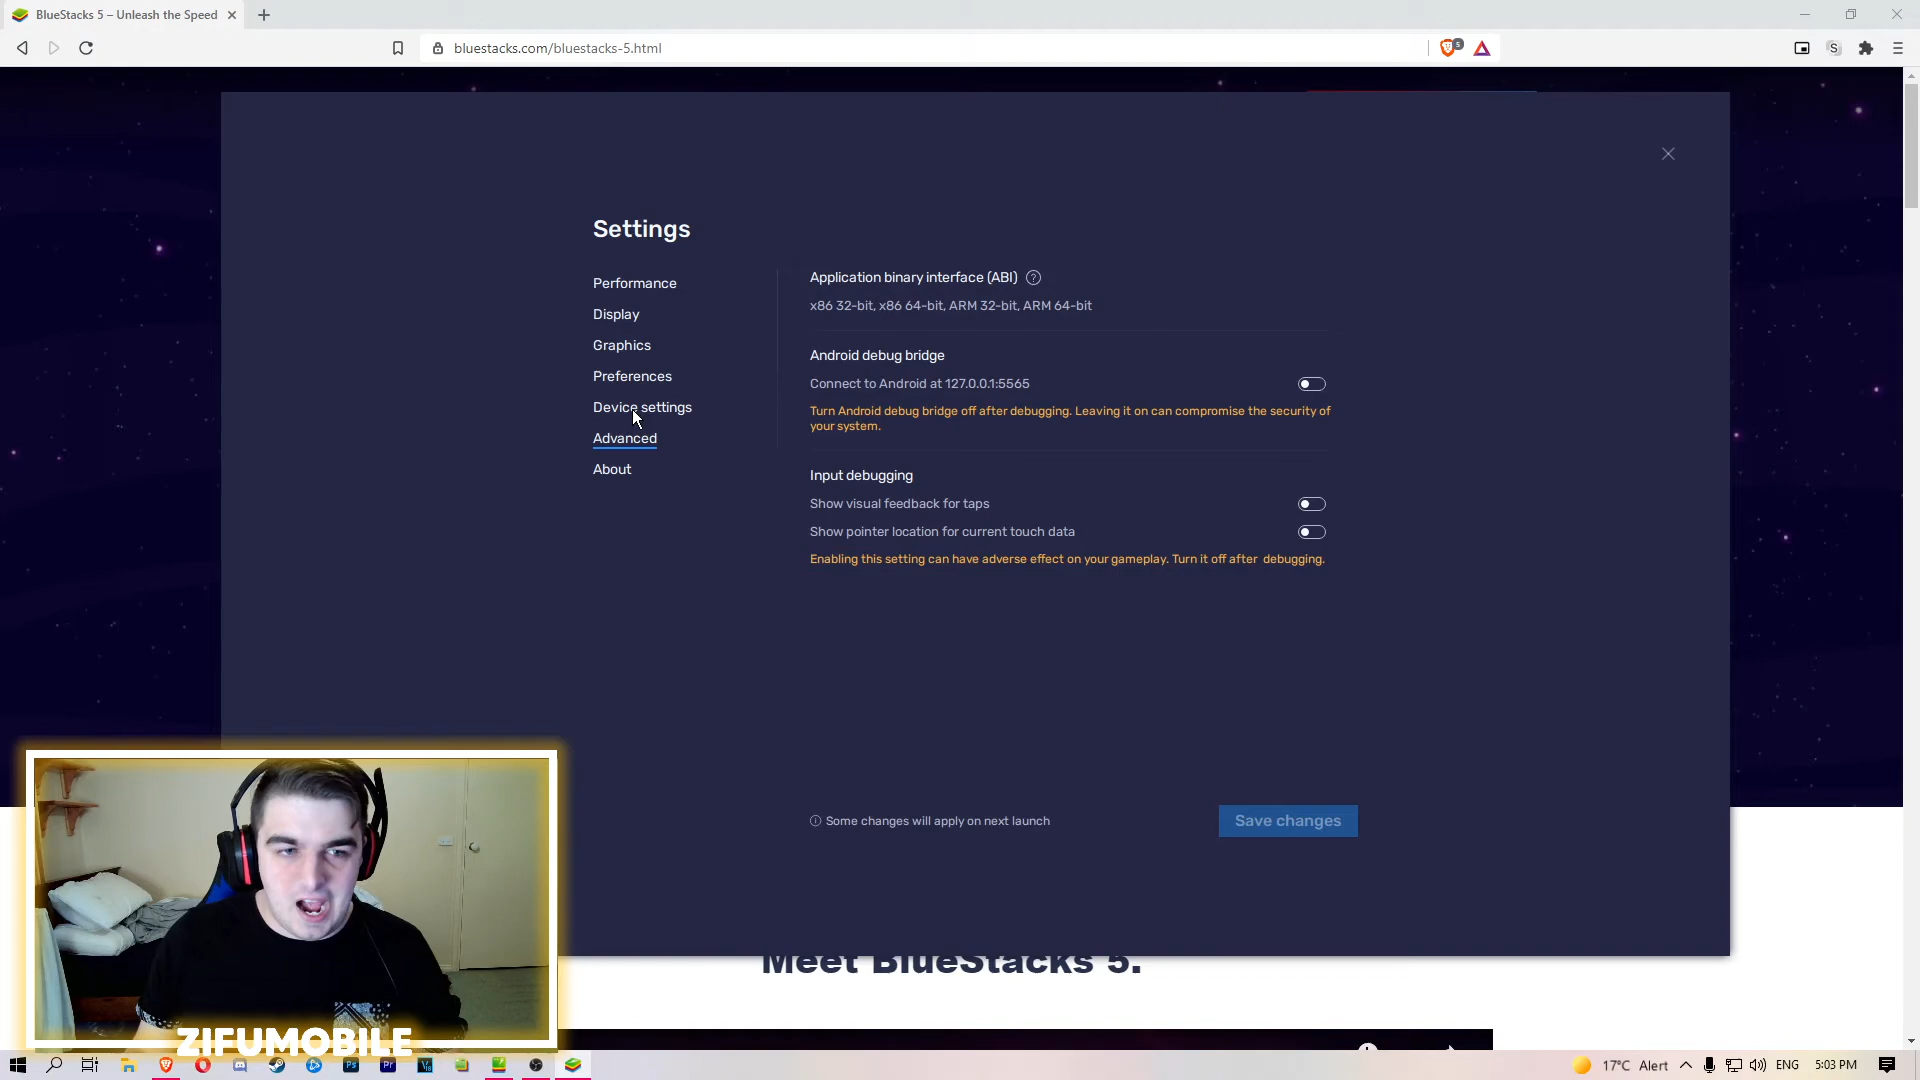 BlueStacks 5 – Unleash the Speed
bluestacks.com/bluestacks-5.html
5
S
Settings
Performance
Display
Graphics
Preferences
Device settings
Advanced
About
Application binary interface (ABI) ?
x86 32-bit, x86 64-bit, ARM 32-bit, ARM 64-bit
Android debug bridge
Connect to Android at 127.0.0.1:5565
Turn Android debug bridge off after debugging. Leaving it on can compromise the security of
your system.
Input debugging
Show visual feedback for taps
Show pointer location for current touch data
Enabling this setting can have adverse effect on your gameplay. Turn it off after debugging.
Some changes will apply on next launch
Save changes
Meet BlueStacks 5.
ZIFUMOBILE
Ps
Pr
17°C Alert
ENG
5:03 PM